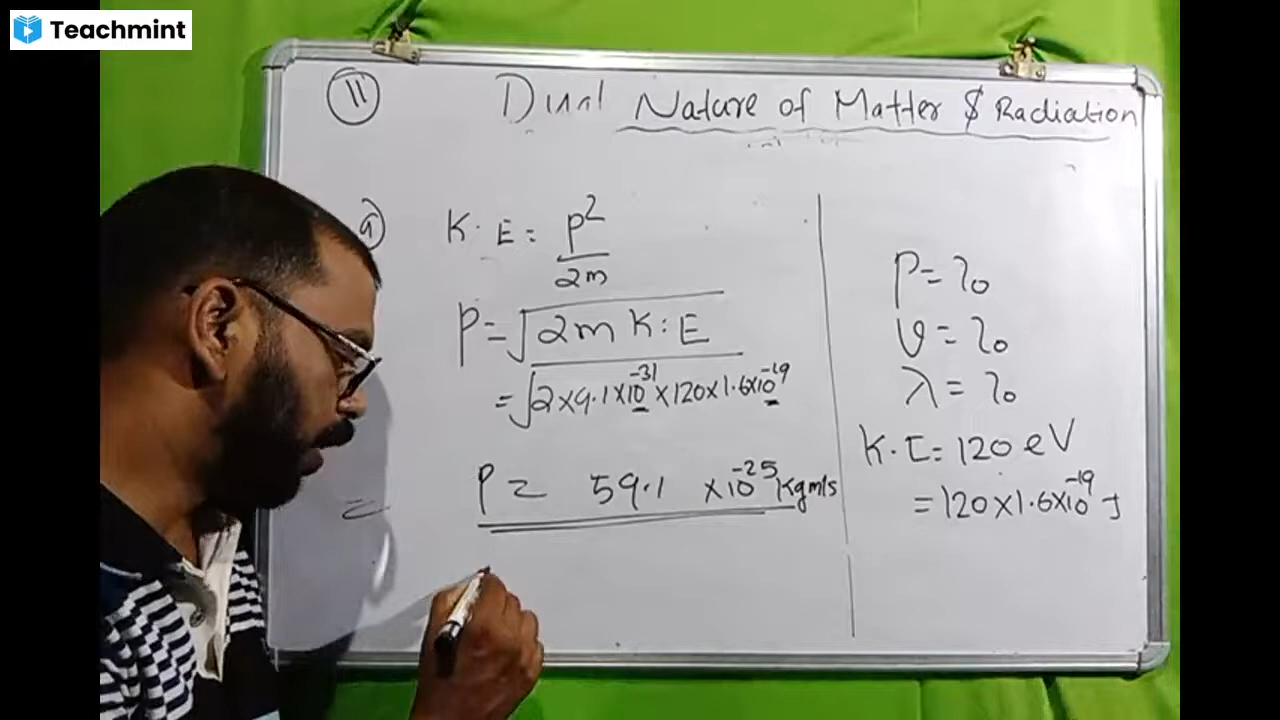 Teachmint
11 Dual Nature of Matter & Radiation
a) K.E = p²/2m
p = √2m K.E
= √2×9.1×10⁻³¹×120×1.6×10⁻¹⁹
P = 59.1 ×10⁻²⁵ Kgm/s
P = ?
v = ?
λ = ?
K.E = 120 eV
= 120×1.6×10⁻¹⁹ J